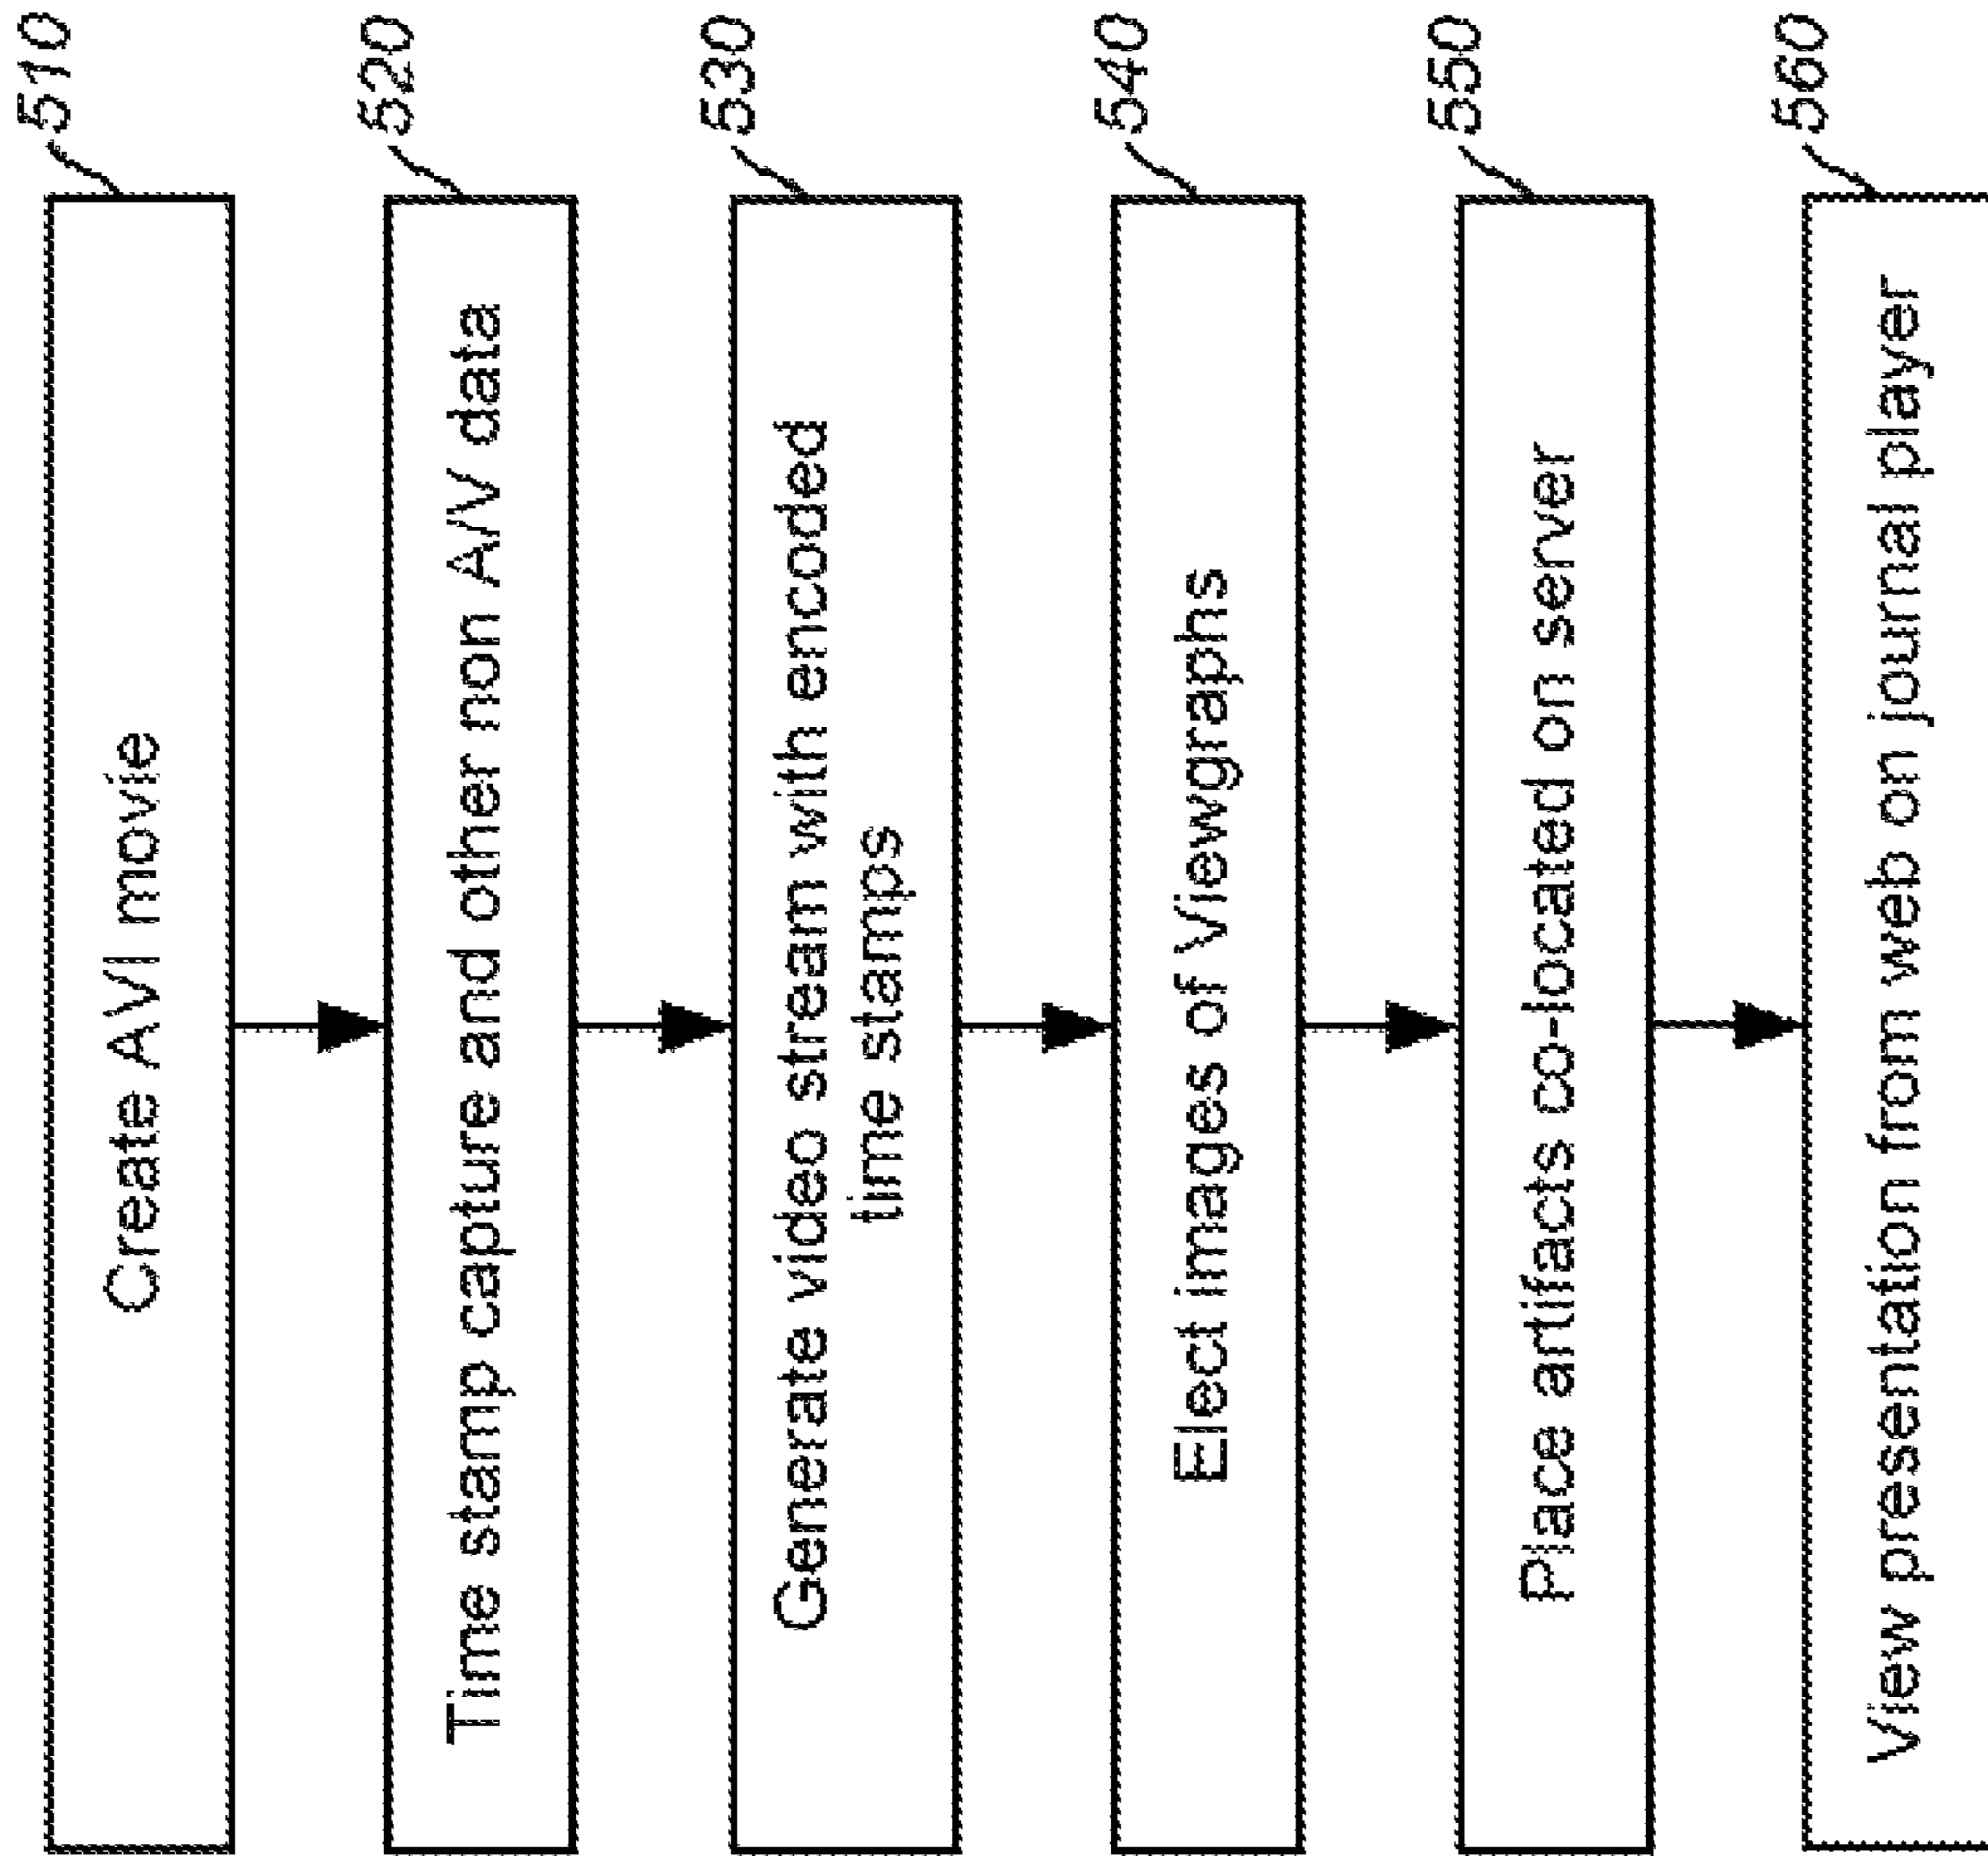 Create AVI movie
510
Time stamp capture and other non A/V data
520
Generate video stream with encoded
time stamps
530
Elect images of Viewgraphs
540
Place artifacts co-located on server
550
View presentation from web on journal player
560